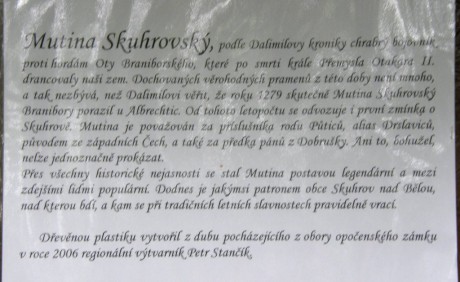 Mutina Skuhrovský, podle Dalimilovy kroniky chrabrý bojovník
proti hordám Oty Braniborského, které po smrti krále Přemysla Otakara II.
drancovaly naši zem. Dochovaných věrohodných pramenů z této doby není mnoho,
a tak nezbývá, než Dalimilovi věřit, že roku 1279 skutečně Mutina Skuhrovský
Branibory porazil u Albrechtic. Od tohoto letopočtu se odvozuje i první zmínka o
Skuhrově. Mutina je považován za příslušníka rodu Půticů, alias Drslaviců,
původem ze západních Čech, a také za předka pánů z Dobrušky. Ani to, bohužel,
nelze jednoznačně prokázat.
Přes všechny historické nejasnosti se stal Mutina postavou legendární a mezi
zdejšími lidmi populární. Dodnes je jakýmsi patronem obce Skuhrov nad Bělou,
nad kterou bdí, a kam se při tradičních letních slavnostech pravidelně vrací.
Dřevěnou plastiku vytvořil z dubu pocházejícího z obory opočenského zámku
v roce 2006 regionální výtvarník Petr Stančík.